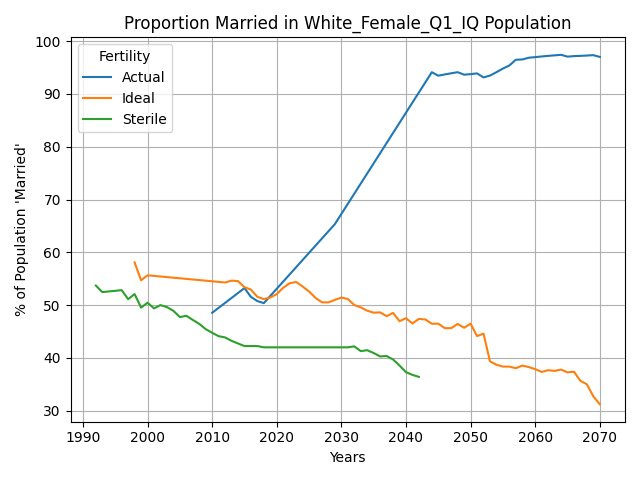 Proportion Married in White_Female_Q1_IQ Population
% of Population 'Married'
100
90
80
70
60
50
40
30
Fertility
Actual
Ideal
Sterile
1990 2000 2010 2020 2030 2040 2050 2060 2070
Years